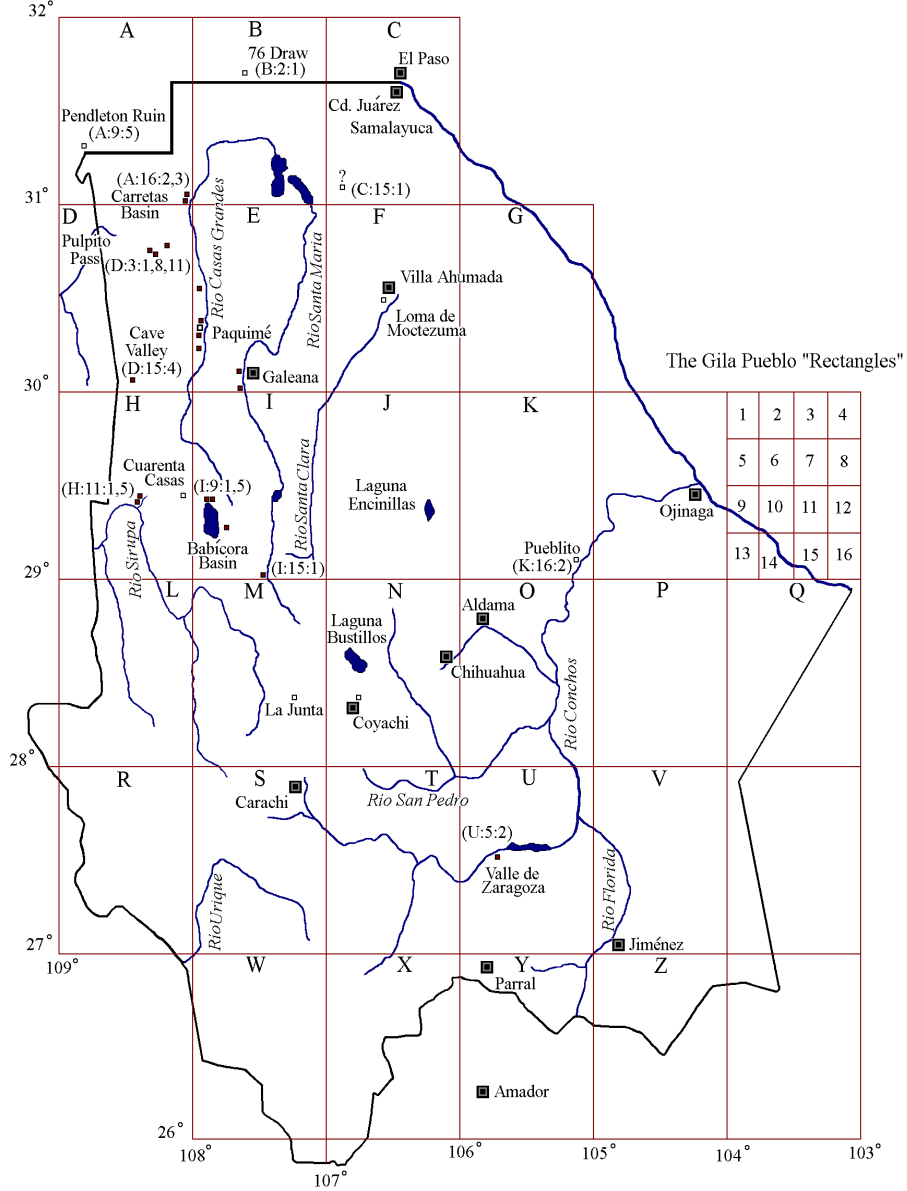 32°
A
B
C
76 Draw
(B:2:1)
El Paso
Cd. Juárez
Samalayuca
Pendleton Ruin
(A:9:5)
?
(C:15:1)
(A:16:2,3)
Carretas
Basin
31°
D
E
F
G
Pulpito
Pass
(D:3:1,8,11)
Rio Casas Grandes
Rio Santa Maria
Villa Ahumada
Loma de
Moctezuma
Cave
Valley
(D:15:4)
Paquimé
Galeana
The Gila Pueblo "Rectangles"
30°
H
I
J
K
1 2 3 4
5 6 7 8
9 10 11 12
13 14 15 16
Cuarenta
Casas
(H:11:1,5)
(I:9:1,5)
Rio Santa Clara
Laguna
Encinillas
Ojinaga
Babícora
Basin
(I:15:1)
Rio Sirupa
Pueblito
(K:16:2)
29°
L
M
N
O
P
Q
Aldama
Laguna
Bustillos
Chihuahua
Rio Conchos
La Junta
Coyachi
28°
R
S
T
U
V
Carachi
Rio San Pedro
(U:5:2)
Valle de
Zaragoza
Rio Urique
Rio Florida
Jiménez
27°
109°
W
X
Y
Z
Parral
Amador
26°
108°
107°
106°
105°
104°
103°